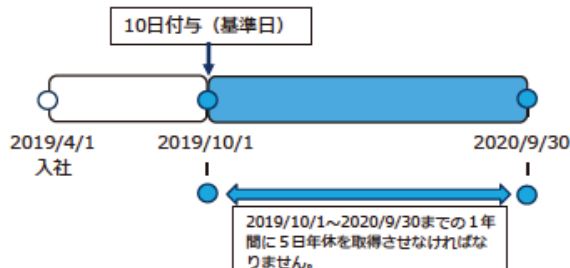 10日付与（基準日）
2019/4/1
入社
2019/10/1
2020/9/30
2019/10/1～2020/9/30までの１年
間に５日年休を取得させなければな
りません。